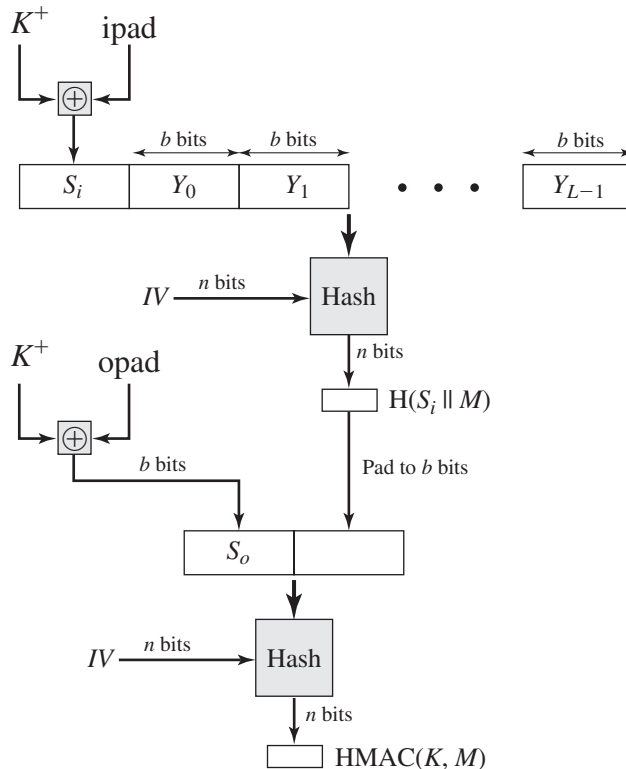 K⁺ ipad
⊕
b bits b bits b bits
Sᵢ Y₀ Y₁ • • • Y_{L−1}
IV n bits Hash
n bits
K⁺ opad
H(Sᵢ || M)
⊕
b bits Pad to b bits
Sₒ
IV n bits Hash
n bits
HMAC(K, M)